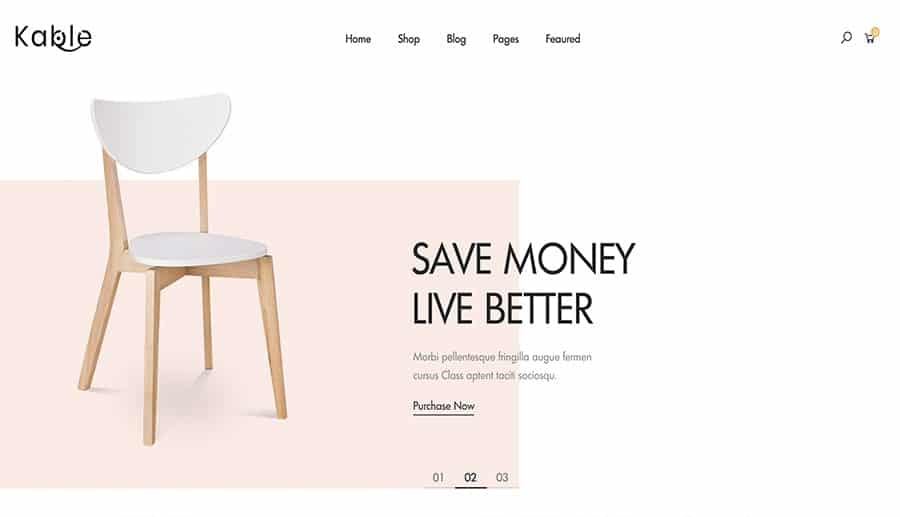 Kable
Home Shop Blog Pages Feaured
0
SAVE MONEY
LIVE BETTER
Morbi pellentesque fringilla augue fermen
cursus Class aptent taciti sociosqu.
Purchase Now
01 02 03